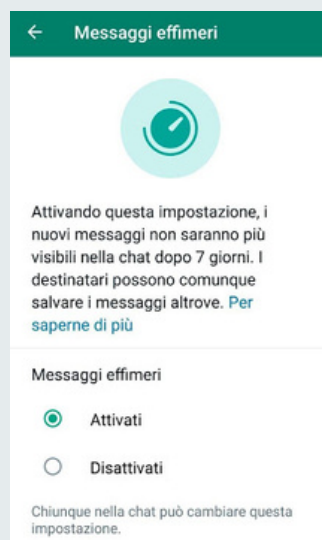 Messaggi effimeri
Attivando questa impostazione, i
nuovi messaggi non saranno più
visibili nella chat dopo 7 giorni. I
destinatari possono comunque
salvare i messaggi altrove. Per
saperne di più
Messaggi effimeri
Attivati
Disattivati
Chiunque nella chat può cambiare questa
impostazione.